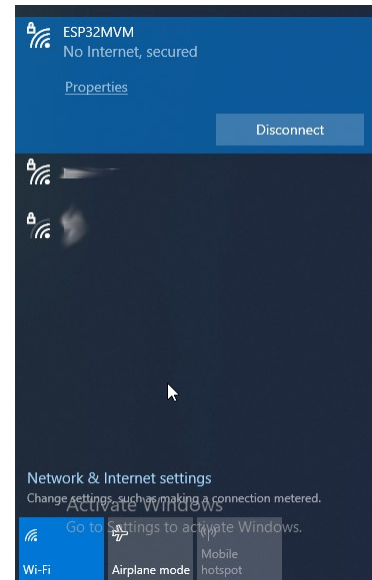 ESP32MVM
No Internet, secured
Properties
Disconnect
Network & Internet settings
Change settings, such as making a connection metered.
Activate Windows
Go to Settings to activate Windows.
Wi-Fi
Airplane mode
Mobile
hotspot